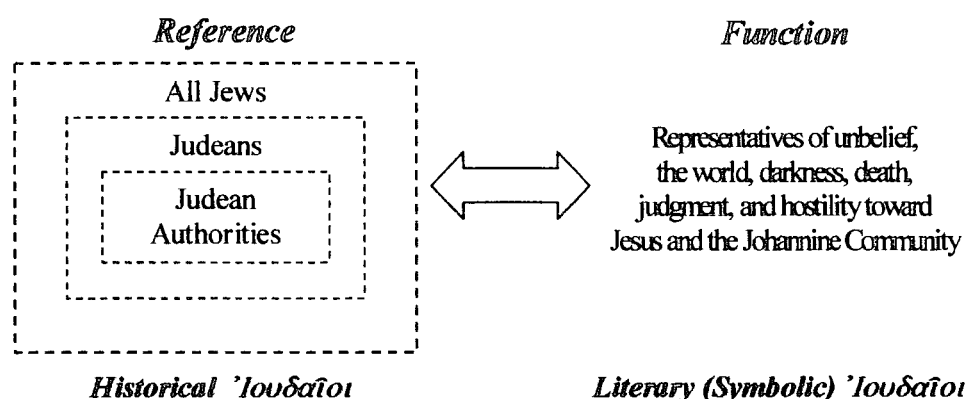 Reference
Function
All Jews
Judeans
Judean
Authorities
Representatives of unbelief,
the world, darkness, death,
judgment, and hostility toward
Jesus and the Johannine Community
Historical Ἰουδαῖοι
Literary (Symbolic) Ἰουδαῖοι